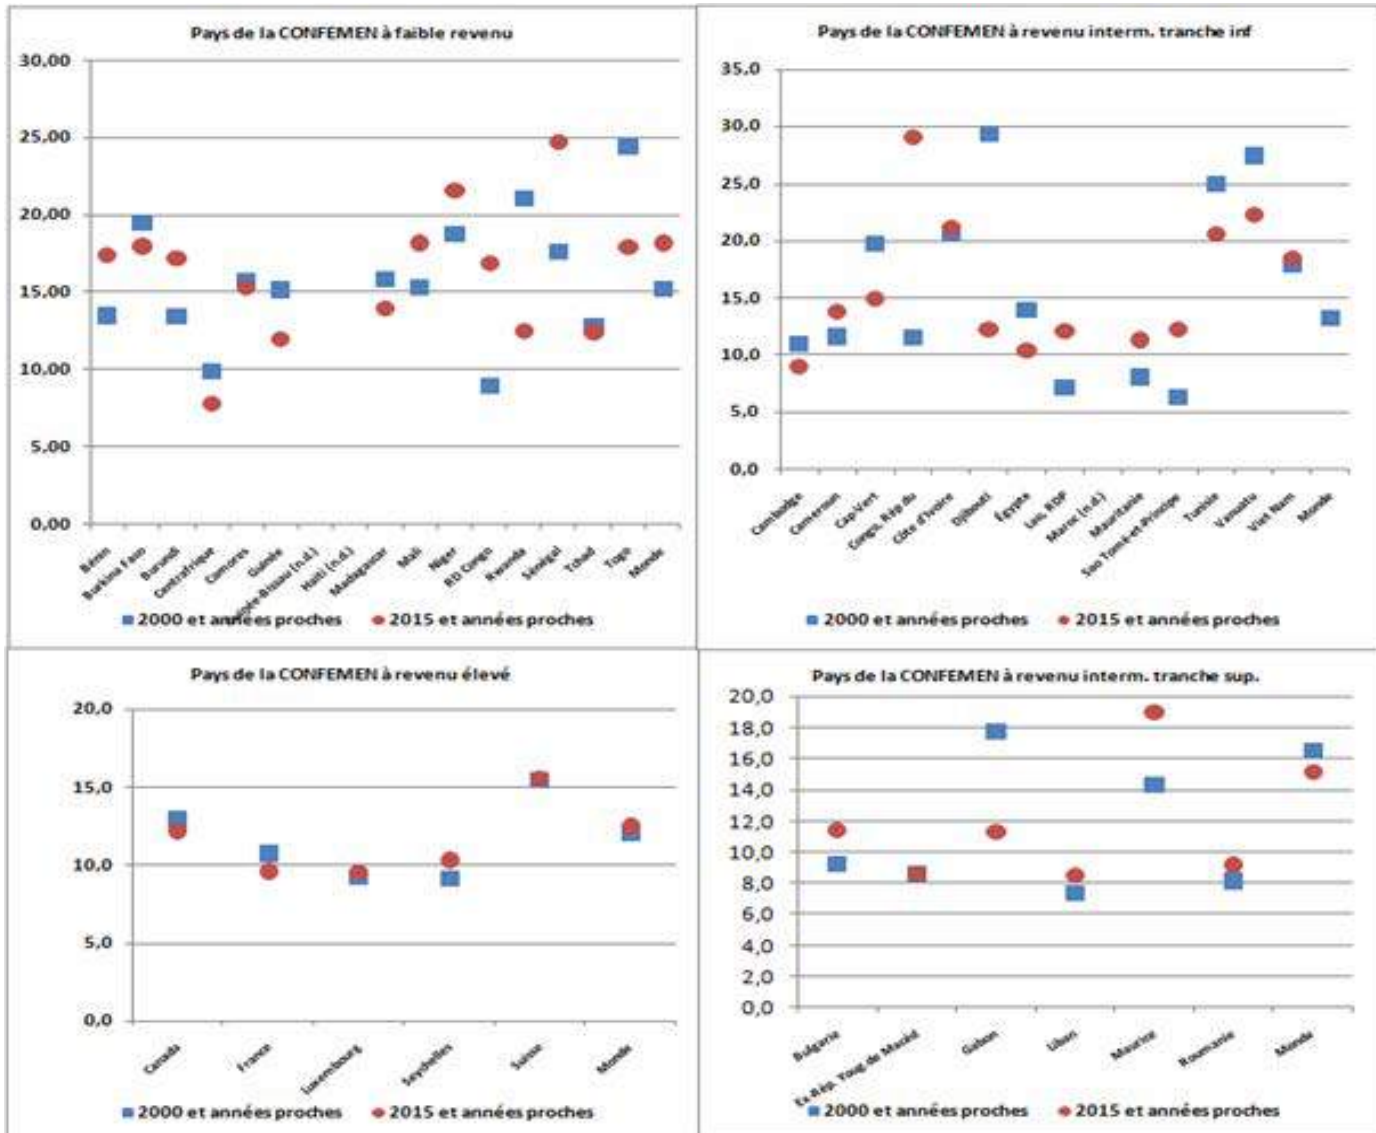 Pays de la CONFEMEN à faible revenu
30,00
25,00
20,00
15,00
10,00
5,00
0,00
Bénin
Burkina Faso
Burundi
Centrafrique
Comores
Guinée
Guinée-Bissau (n.d.)
Haïti (n.d.)
Madagascar
Mali
Niger
RD Congo
Rwanda
Sénégal
Tchad
Togo
Monde
2000 et années proches
2015 et années proches
Pays de la CONFEMEN à revenu interm. tranche inf
35,0
30,0
25,0
20,0
15,0
10,0
5,0
0,0
Cambodge
Cameroun
Cap-Vert
Congo, Rép du
Côte d'Ivoire
Djibouti
Égypte
Lao, RDP
Maroc (n.d.)
Mauritanie
Sao Tomé-et-Principe
Tunisie
Vanuatu
Viet Nam
Monde
2000 et années proches
2015 et années proches
Pays de la CONFEMEN à revenu élevé
20,0
15,0
10,0
5,0
0,0
Canada
France
Luxembourg
Seychelles
Suisse
Monde
2000 et années proches
2015 et années proches
Pays de la CONFEMEN à revenu interm. tranche sup.
20,0
18,0
16,0
14,0
12,0
10,0
8,0
6,0
4,0
2,0
0,0
Bulgarie
Ex-Rép. Youg.de Macéd
Gabon
Liban
Maurice
Roumanie
Monde
2000 et années proches
2015 et années proches